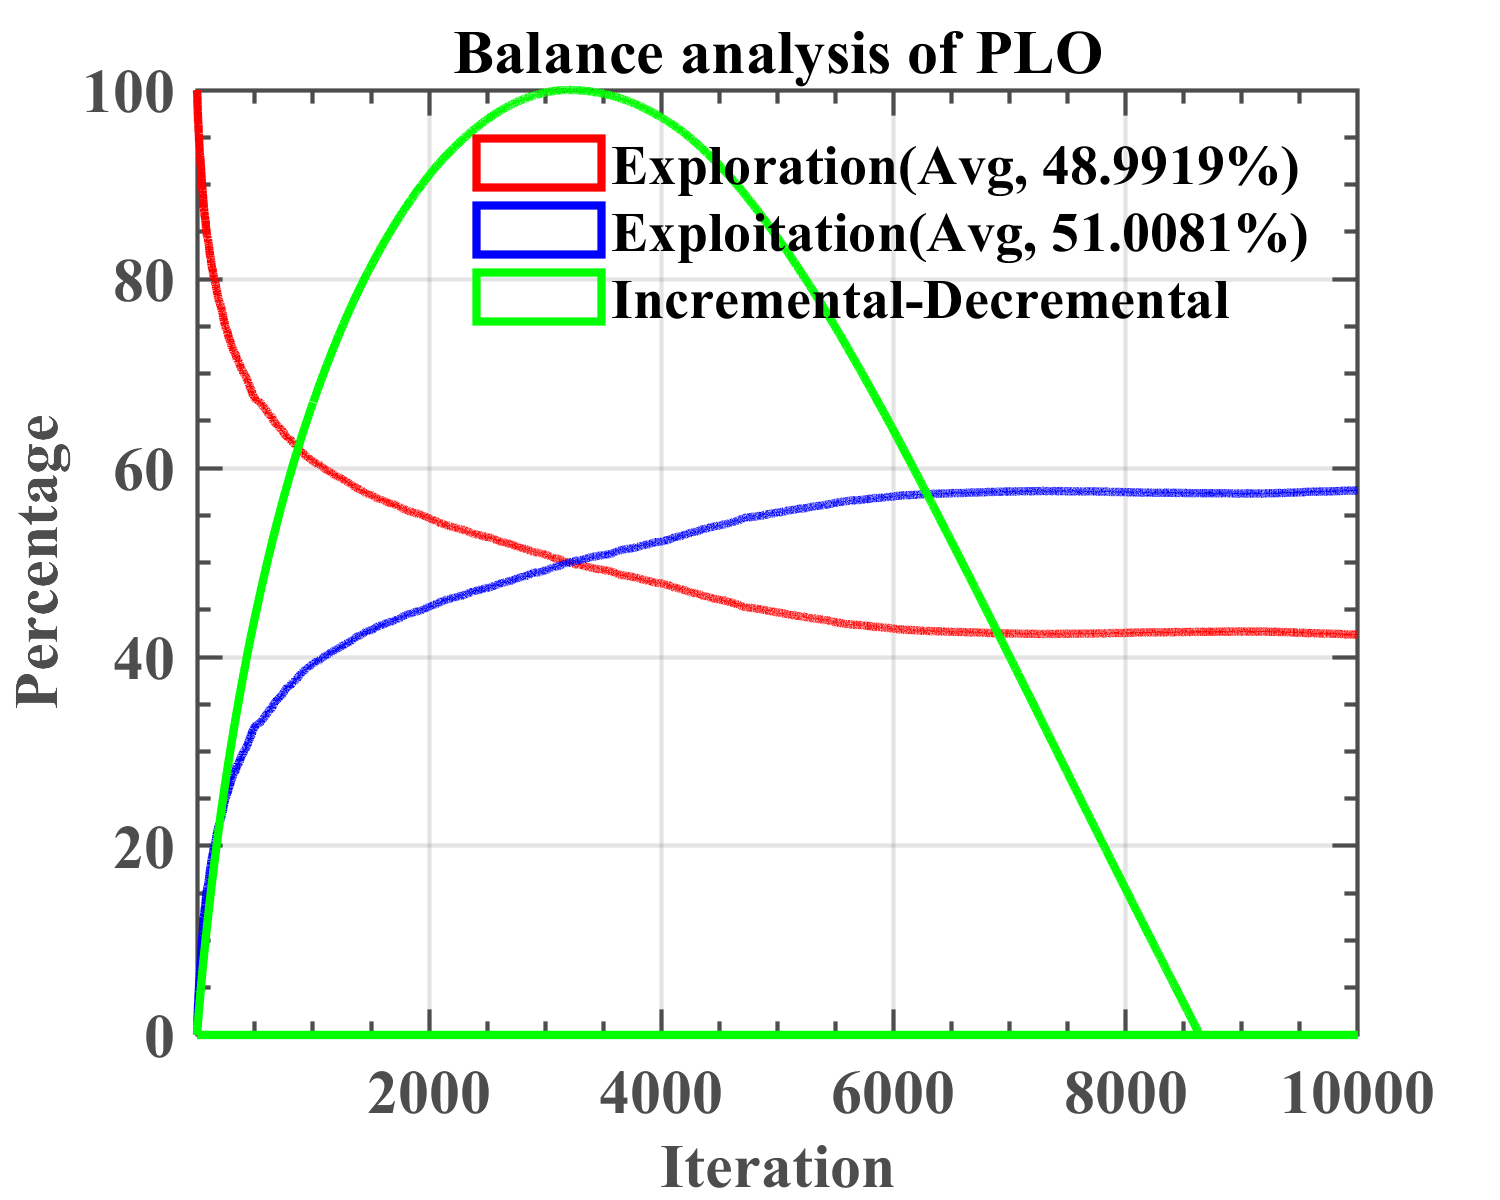 Balance analysis of PLO
100
80
60
40
20
0
Percentage
Exploration(Avg, 48.9919%)
Exploitation(Avg, 51.0081%)
Incremental-Decremental
2000 4000 6000 8000 10000
Iteration